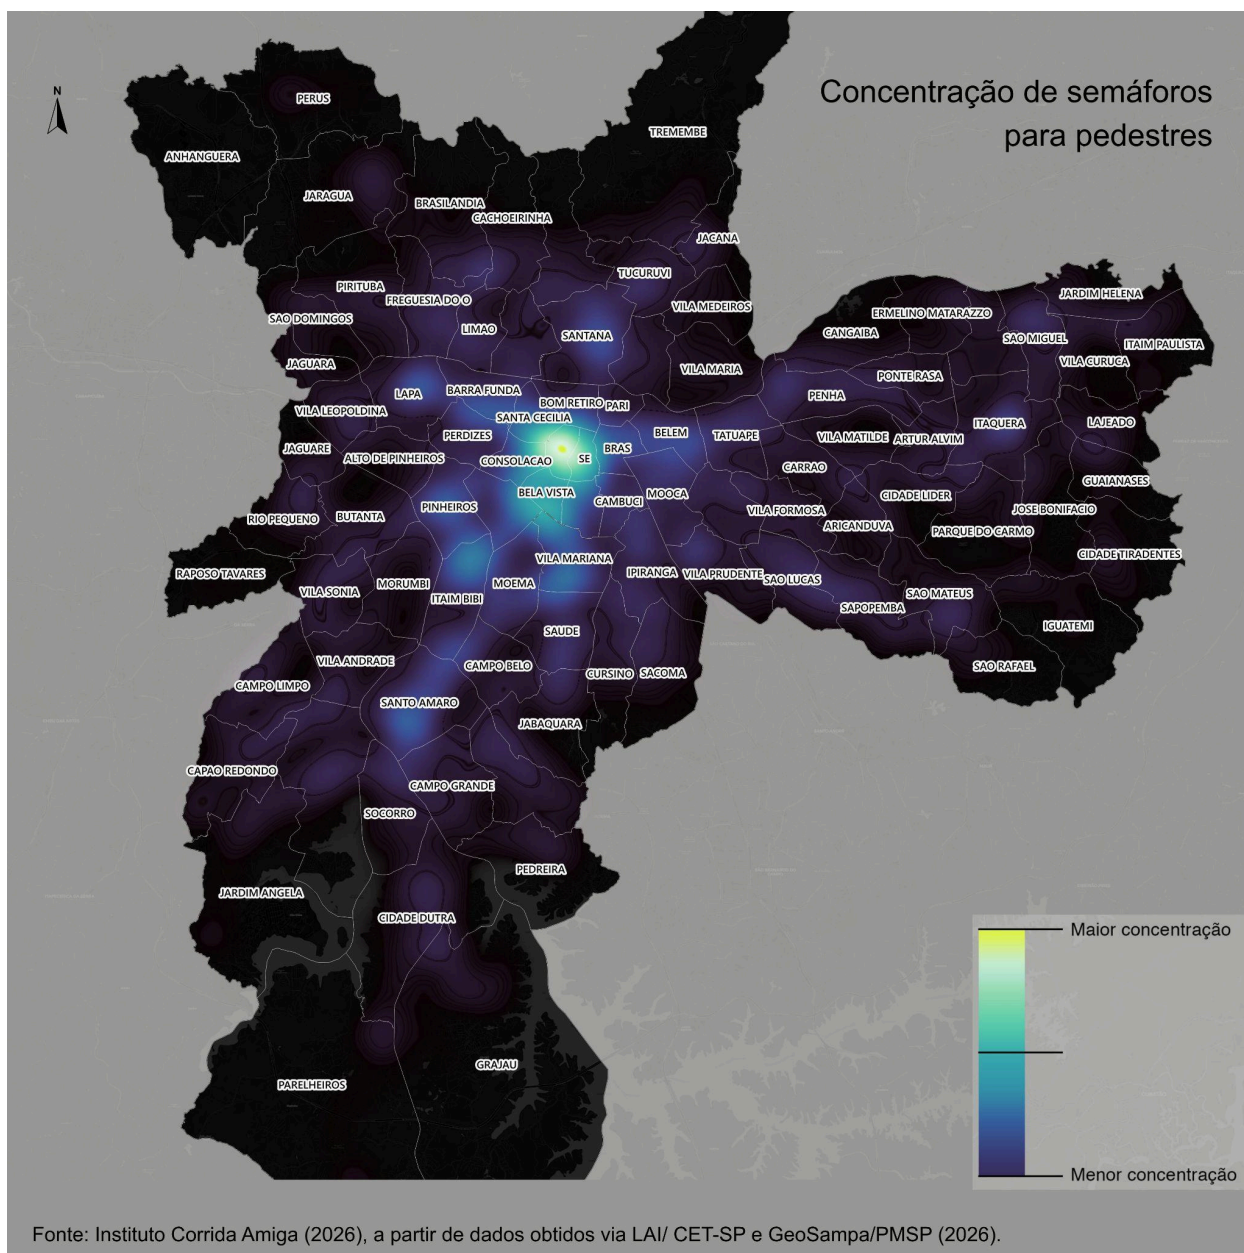 N
Concentração de semáforos
para pedestres
PERUS
TREMEMBE
ANHANGUERA
JARAGUA
BRASILANDIA
CACHOEIRINHA
JACANA
TUCURUVI
PIRITUBA
FREGUESIA DO O
VILA MEDEIROS
JARDIM HELENA
ERMELINO MATARAZZO
SAO DOMINGOS
LIMAO
SANTANA
CANGAIBA
SAO MIGUEL
ITAIM PAULISTA
JAGUARA
VILA MARIA
VILA CURUCA
PONTE RASA
LAPA
BARRA FUNDA
PENHA
BOM RETIRO
PARI
VILA LEOPOLDINA
SANTA CECILIA
ITAQUERA
LAJEADO
PERDIZES
BELEM
TATUAPE
VILA MATILDE
ARTUR ALVIM
JAGUARE
BRAS
ALTO DE PINHEIROS
CONSOLACAO
SE
CARRAO
GUAIANASES
BELA VISTA
MOOCA
CIDADE LIDER
CAMBUCI
PINHEIROS
VILA FORMOSA
JOSE BONIFACIO
RIO PEQUENO
BUTANTA
ARICANDUVA
PARQUE DO CARMO
CIDADE TIRADENTES
VILA MARIANA
RAPOSO TAVARES
IPIRANGA
VILA PRUDENTE
SAO LUCAS
MORUMBI
MOEMA
VILA SONIA
ITAIM BIBI
SAO MATEUS
SAPOPEMBA
IGUATEMI
SAUDE
VILA ANDRADE
CAMPO BELO
SAO RAFAEL
CURSINO
SACOMA
CAMPO LIMPO
SANTO AMARO
JABAQUARA
CAPAO REDONDO
CAMPO GRANDE
SOCORRO
PEDREIRA
JARDIM ANGELA
CIDADE DUTRA
GRAJAU
PARELHEIROS
Maior concentração
Menor concentração
Fonte: Instituto Corrida Amiga (2026), a partir de dados obtidos via LAI/ CET-SP e GeoSampa/PMSP (2026).